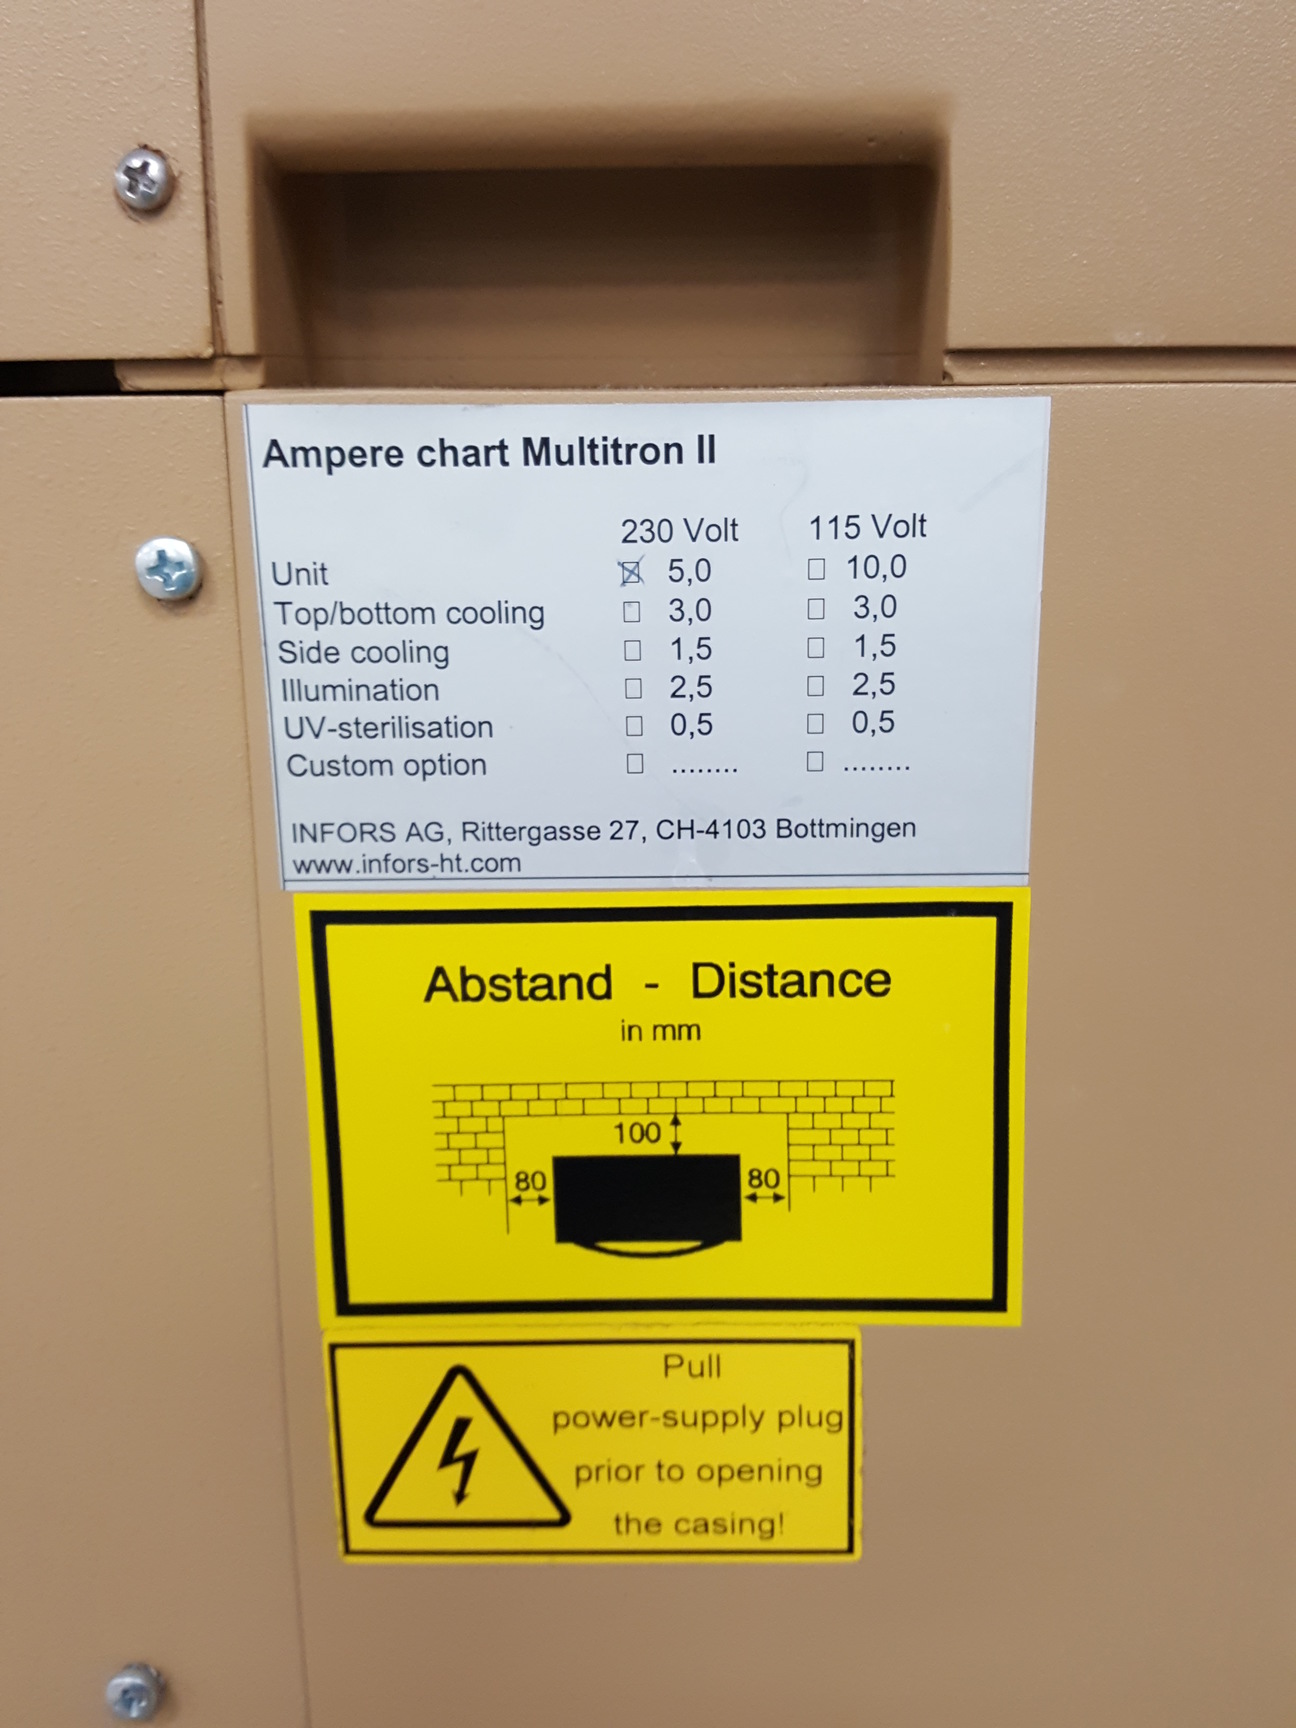 Ampere chart Multitron II
230 Volt 115 Volt
Unit ☒ 5,0 ☐ 10,0
Top/bottom cooling ☐ 3,0 ☐ 3,0
Side cooling ☐ 1,5 ☐ 1,5
Illumination ☐ 2,5 ☐ 2,5
UV-sterilisation ☐ 0,5 ☐ 0,5
Custom option ☐ ........ ☐ ........
INFORS AG, Rittergasse 27, CH-4103 Bottmingen
www.infors-ht.com
Abstand - Distance
in mm
100
80 80
Pull
power-supply plug
prior to opening
the casing!